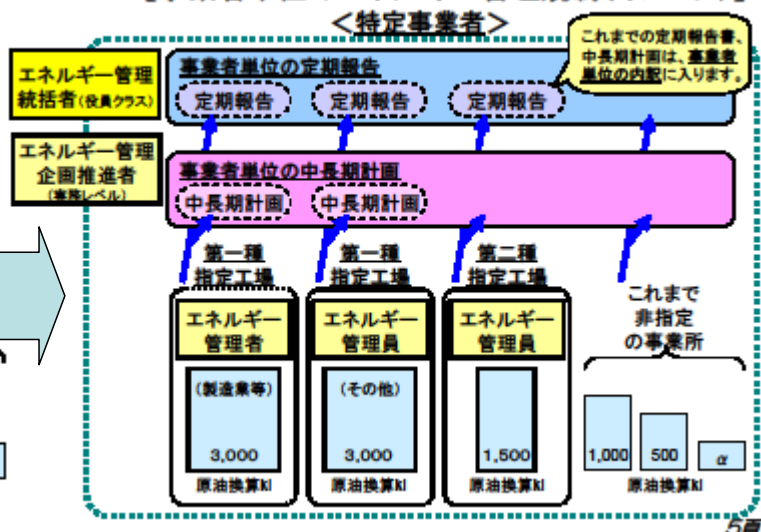 ＜特定事業者＞
これまでの定期報告書、
中長期計画は、事業者
単位の内訳に入ります。
エネルギー管理
統括者(役員クラス)
事業者単位の定期報告
定期報告
定期報告
定期報告
エネルギー管理
企画推進者
(実務レベル)
事業者単位の中長期計画
中長期計画
中長期計画
第一種
指定工場
第一種
指定工場
第二種
指定工場
これまで
非指定
の事業所
エネルギー
管理者
エネルギー
管理員
エネルギー
管理員
(製造業等)
(その他)
3,000
3,000
1,500
1,000
500
α
原油換算kl
原油換算kl
原油換算kl
原油換算kl